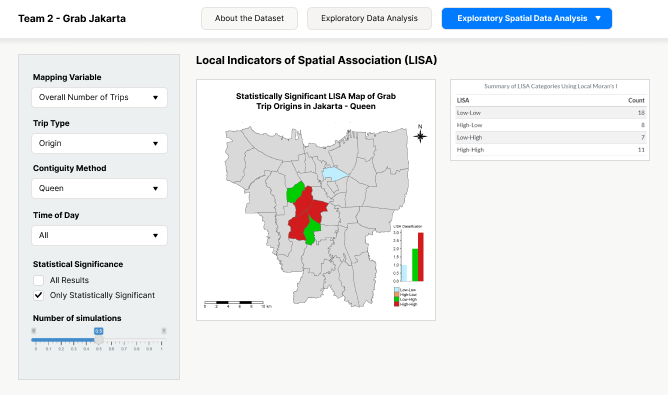 Team 2 - Grab Jakarta
About the Dataset
Exploratory Data Analysis
Exploratory Spatial Data Analysis
Local Indicators of Spatial Association (LISA)
Mapping Variable
Overall Number of Trips
Trip Type
Origin
Contiguity Method
Queen
Time of Day
All
Statistical Significance
All Results
Only Statistically Significant
Number of simulations
0.5
0 0.1 0.2 0.3 0.4 0.5 0.6 0.7 0.8 0.9 1
Statistically Significant LISA Map of Grab
Trip Origins in Jakarta - Queen
N
LISA Classification
3.0
2.5
2.0
1.5
1.0
0.5
0.0
Low-Low
High-Low
Low-High
High-High
0 2 4 6 8 10 km
Summary of LISA Categories Using Local Moran's I
LISA Count
Low-Low 18
High-Low 8
Low-High 7
High-High 11